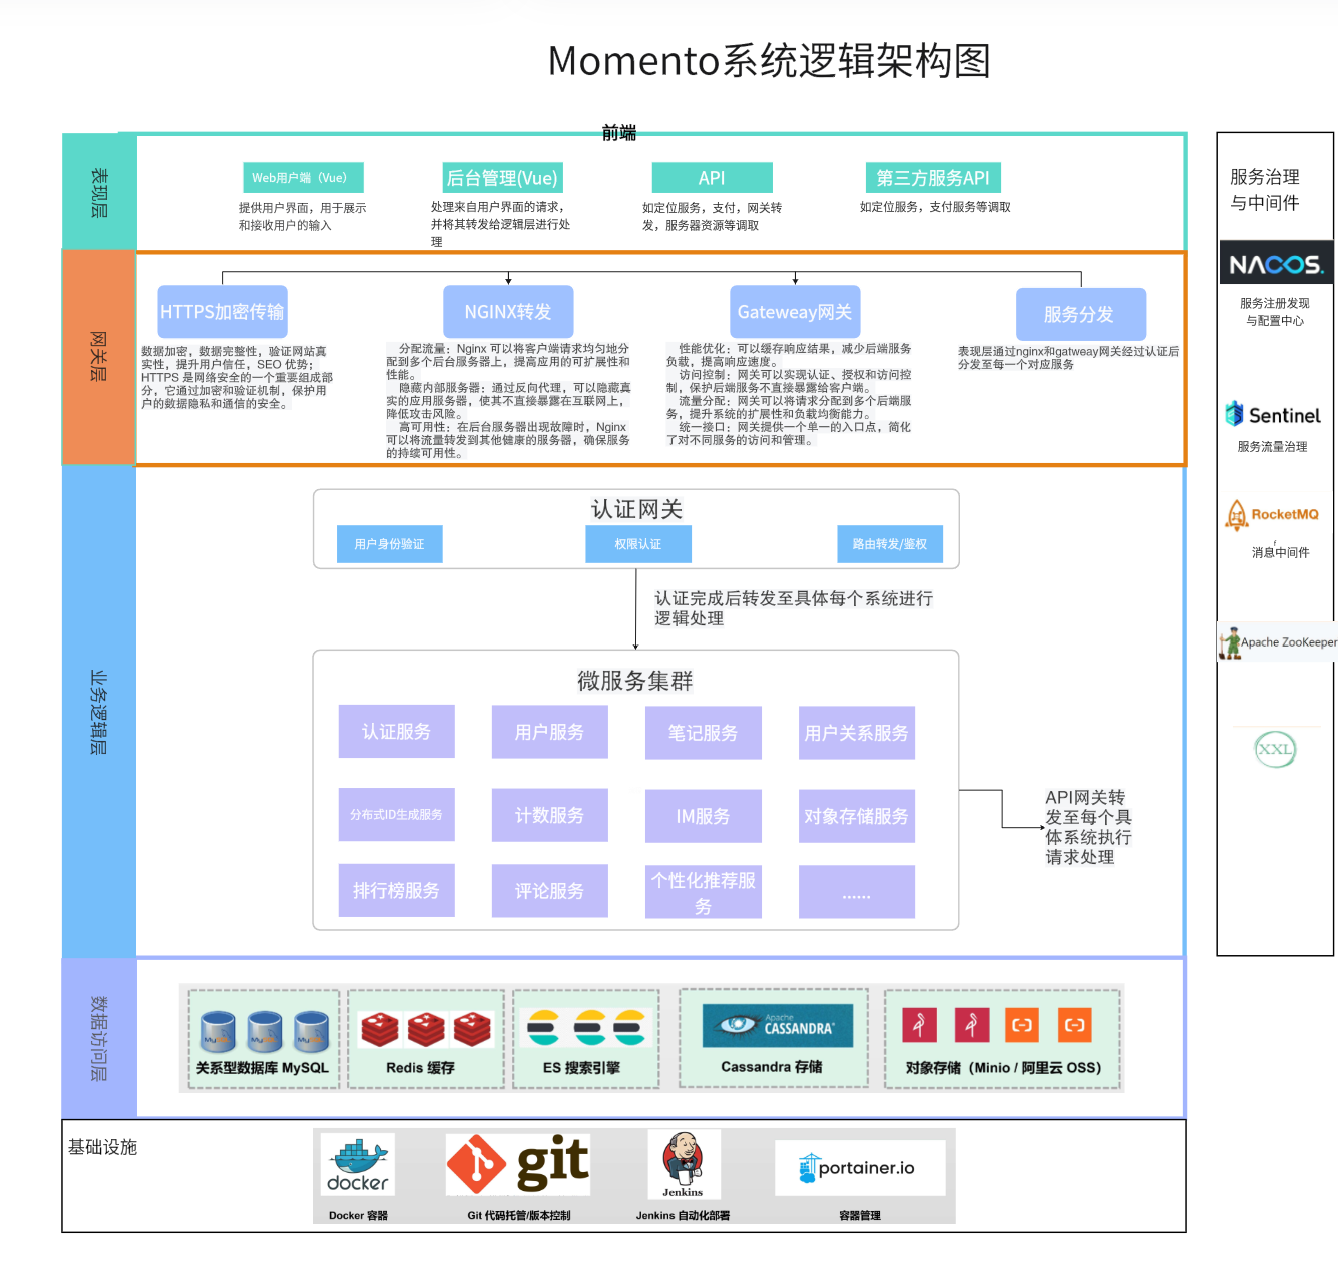 Momento系统逻辑架构图
前端
表现层
Web用户端（Vue）
提供用户界面，用于展示
和接收用户的输入
后台管理(Vue)
处理来自用户界面的请求，
并将其转发给逻辑层进行处
理
API
如定位服务，支付，网关转
发，服务器资源等调取
第三方服务API
如定位服务，支付服务等调取
网关层
HTTPS加密传输
数据加密，数据完整性，验证网站真
实性，提升用户信任，SEO 优势；
HTTPS 是网络安全的一个重要组成部
分，它通过加密和验证机制，保护用
户的数据隐私和通信的安全。
NGINX转发
分配流量：Nginx 可以将客户端请求均匀地分
配到多个后台服务器上，提高应用的可扩展性和
性能。
隐藏内部服务器：通过反向代理，可以隐藏真
实的应用服务器，使其不直接暴露在互联网上，
降低攻击风险。
高可用性：在后台服务器出现故障时，Nginx
可以将流量转发到其他健康的服务器，确保服务
的持续可用性。
Gateweay网关
性能优化：可以缓存响应结果，减少后端服务
负载，提高响应速度。
访问控制：网关可以实现认证、授权和访问控
制，保护后端服务不直接暴露给客户端。
流量分配：网关可以将请求分配到多个后端服
务，提升系统的扩展性和负载均衡能力。
统一接口：网关提供一个单一的入口点，简化
了对不同服务的访问和管理。
服务分发
表现层通过nginx和gatweay网关经过认证后
分发至每一个对应服务
业务逻辑层
认证网关
用户身份验证
权限认证
路由转发/鉴权
认证完成后转发至具体每个系统进行
逻辑处理
微服务集群
认证服务
用户服务
笔记服务
用户关系服务
分布式ID生成服务
计数服务
IM服务
对象存储服务
排行榜服务
评论服务
个性化推荐服
务
......
API网关转
发至每个具
体系统执行
请求处理
数据访问层
MySQL
MySQL
MySQL
关系型数据库 MySQL
Redis 缓存
ES 搜索引擎
Apache
CASSANDRA
Cassandra 存储
对象存储（Minio / 阿里云 OSS）
基础设施
docker
Docker 容器
git
Git 代码托管/版本控制
Jenkins
Jenkins 自动化部署
portainer.io
容器管理
服务治理
与中间件
NACOS.
服务注册发现
与配置中心
Sentinel
服务流量治理
RocketMQ
f
消息中间件
Apache ZooKeeper
XXL